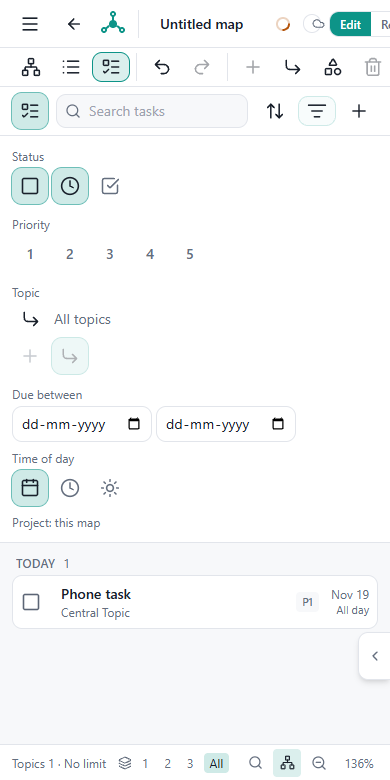 Untitled map
Edit
Search tasks
Status
Priority
1 2 3 4 5
Topic
All topics
Due between
dd-mm-yyyy dd-mm-yyyy
Time of day
Project: this map
TODAY 1
Phone task P1 Nov 19
Central Topic All day
Topics 1 · No limit 1 2 3 All 136%